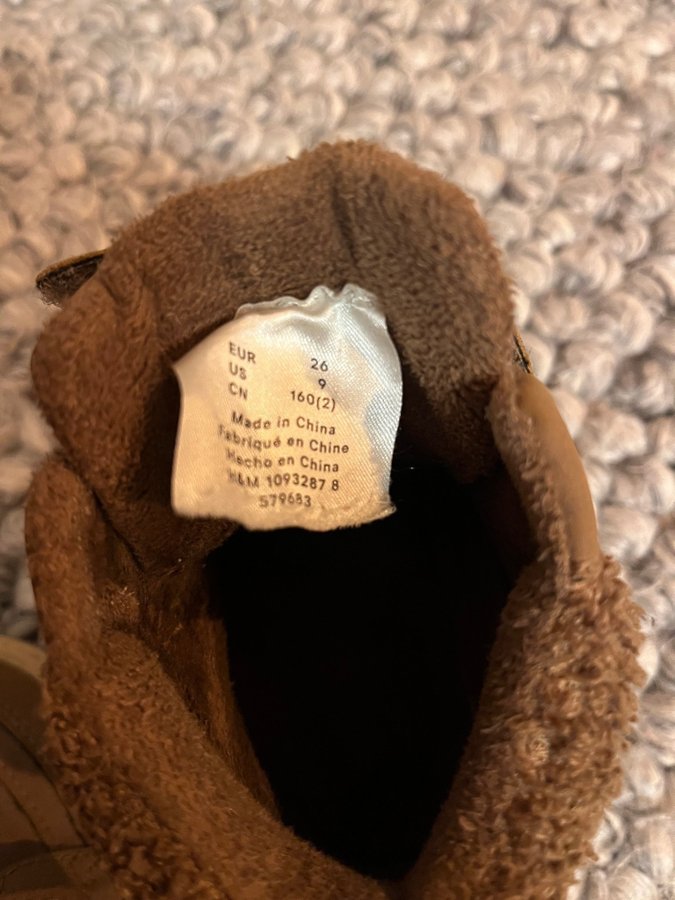 EUR 26
US 9
CN 160(2)
Made in China
Fabriqué en Chine
Hecho en China
H&M 1093287 8
579683